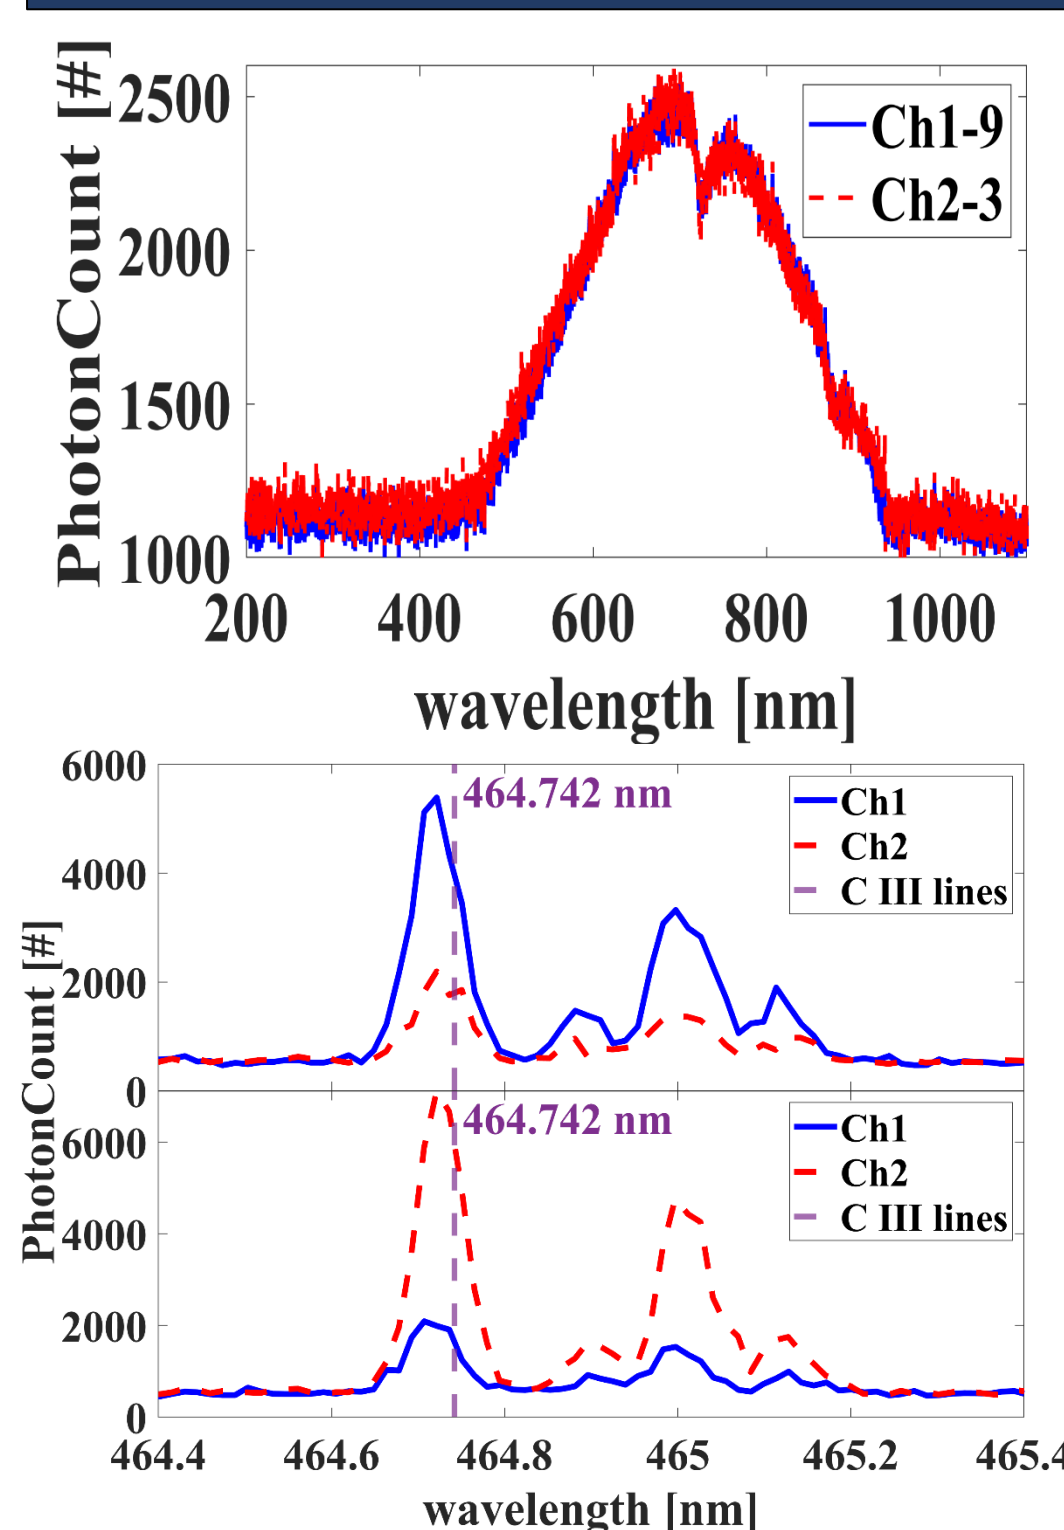 PhotonCount [#]
2500
2000
1500
1000
Ch1-9
Ch2-3
200 400 600 800 1000
wavelength [nm]
PhotonCount [#]
6000
4000
2000
0
464.742 nm
Ch1
Ch2
C III lines
6000
4000
2000
0
464.742 nm
Ch1
Ch2
C III lines
464.4 464.6 464.8 465 465.2 465.4
wavelength [nm]